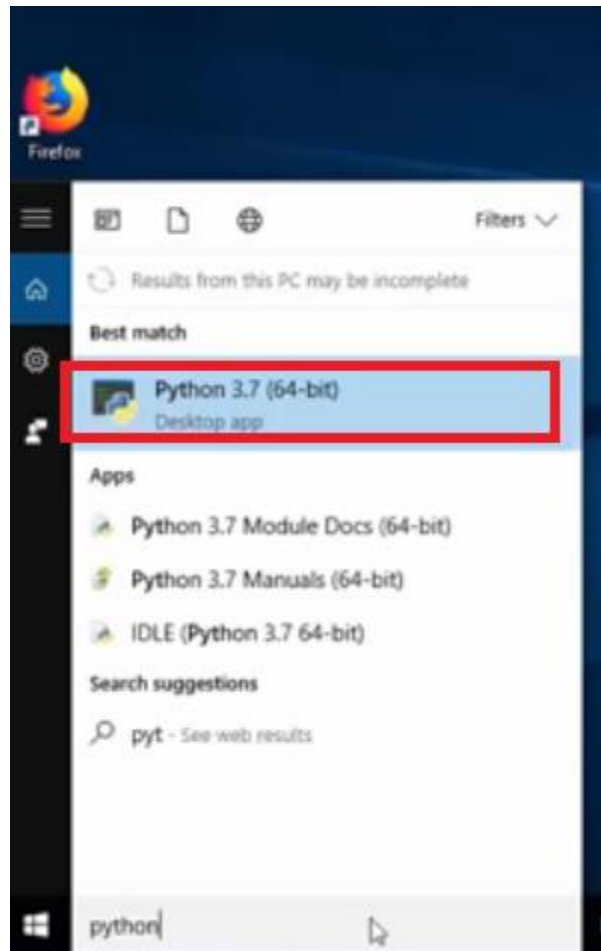 Firefox
Filters
Results from this PC may be incomplete
Best match
Python 3.7 (64-bit)
Desktop app
Apps
Python 3.7 Module Docs (64-bit)
Python 3.7 Manuals (64-bit)
IDLE (Python 3.7 64-bit)
Search suggestions
pyt - See web results
python